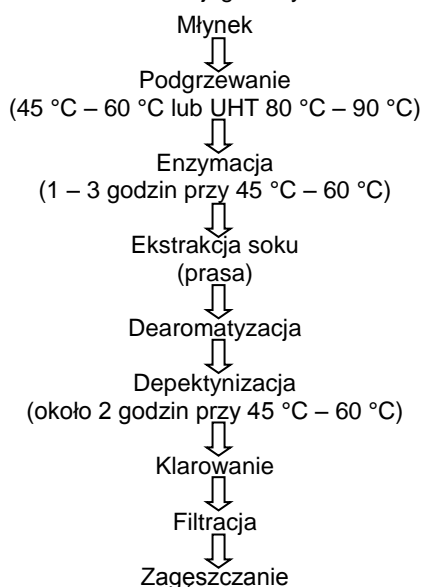 Młynek
Podgrzewanie
(45 °C – 60 °C lub UHT 80 °C – 90 °C)
Enzymacja
(1 – 3 godzin przy 45 °C – 60 °C)
Ekstrakcja soku
(prasa)
Dearomatyzacja
Depektynizacja
(około 2 godzin przy 45 °C – 60 °C)
Klarowanie
Filtracja
Zagęszczanie